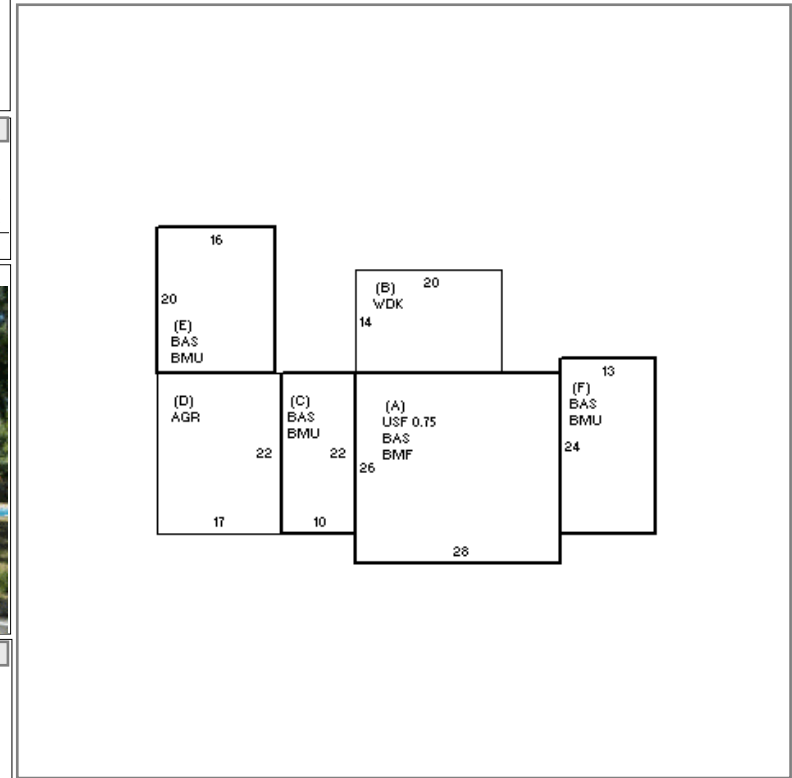 16
20
(E)
BAS
BMU
20
(B)
WDK
14
13
(F)
BAS
BMU
24
(D)
AGR
22
17
(C)
BAS
BMU
22
10
(A)
USF 0.75
BAS
BMF
26
28